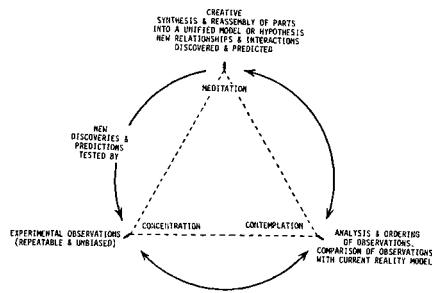 CREATIVE
SYNTHESIS & REASSEMBLY OF PARTS
INTO A UNIFIED MODEL OR HYPOTHESIS
NEW RELATIONSHIPS & INTERACTIONS
DISCOVERED & PREDICTED
MEDITATION
NEW
DISCOVERIES &
PREDICTIONS
TESTED BY
CONCENTRATION
CONTEMPLATION
EXPERIMENTAL OBSERVATIONS
(REPEATABLE & UNBIASED)
ANALYSIS & ORDERING
OF OBSERVATIONS.
COMPARISON OF OBSERVATIONS
WITH CURRENT REALITY MODEL